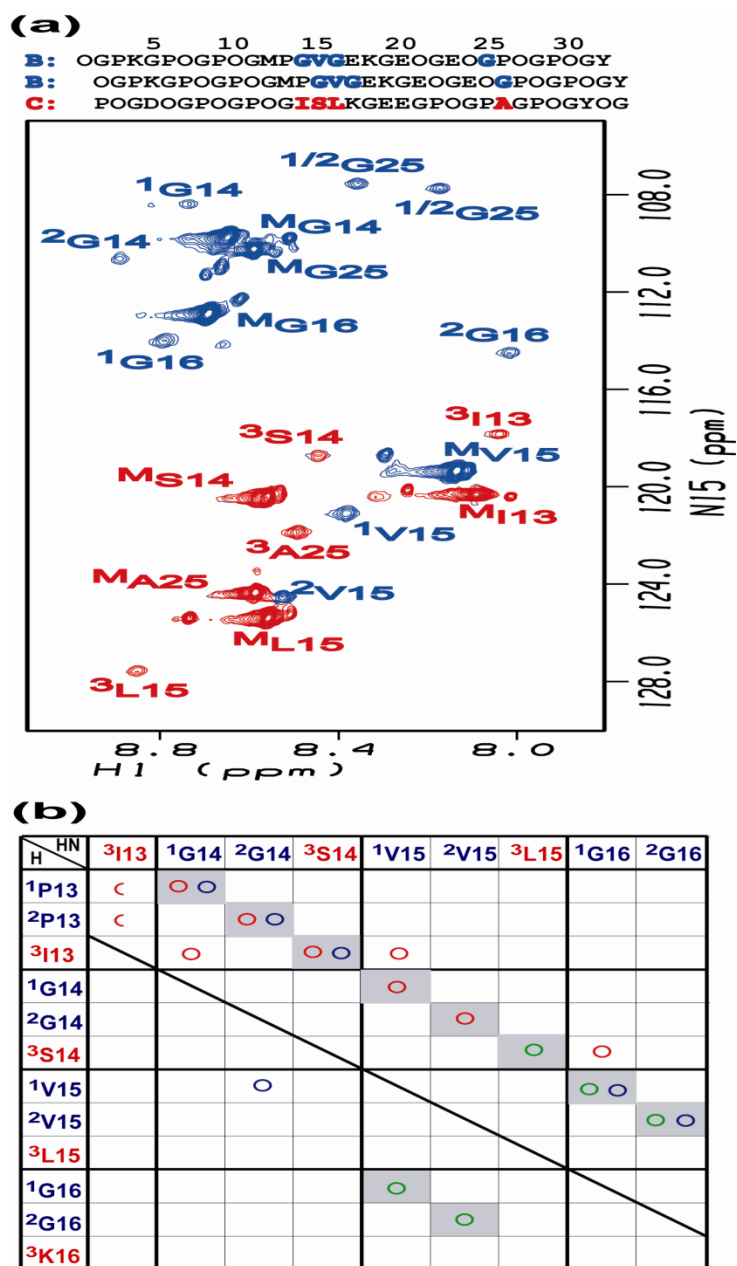 (a)
5 10 15 20 25 30
B: OGPKGPOGPOGMPGVGEKGEOGEOGPOGPOGY
B: OGPKGPOGPOGMPGVGEKGEOGEOGPOGPOGY
C: POGDOGPOGPOGISLKGEEGPOGPAGPOGYOG
1/2G25
1G14
1/2G25
108.0
MG14
2G14
MG25
112.0
MG16
2G16
1G16
116.0
3I13
3S14
MV15
MS14
120.0
N15 (ppm)
MI13
1V15
3A25
MA25
124.0
2V15
ML15
3L15
128.0
8.8 8.4 8.0
H1 (ppm)
(b)
HN
H 3I13 1G14 2G14 3S14 1V15 2V15 3L15 1G16 2G16
1P13
2P13
3I13
1G14
2G14
3S14
1V15
2V15
3L15
1G16
2G16
3K16